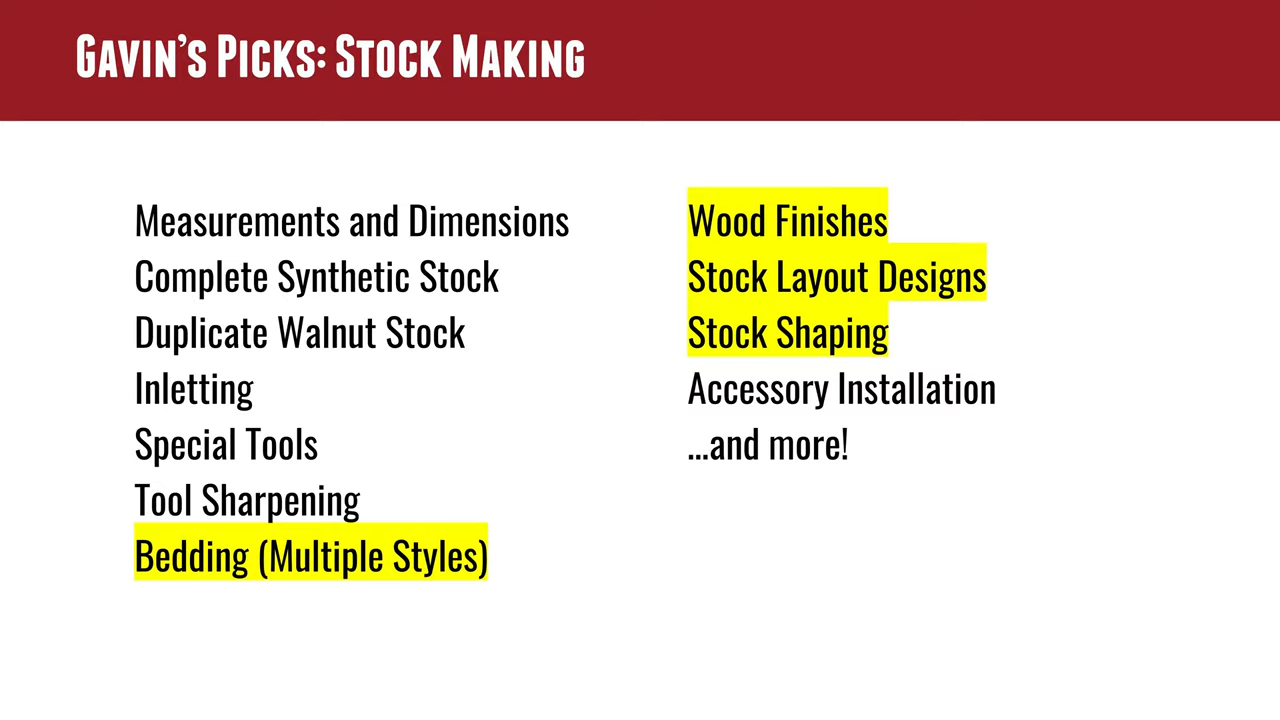 Gavin's Picks: Stock Making
Measurements and Dimensions
Complete Synthetic Stock
Duplicate Walnut Stock
Inletting
Special Tools
Tool Sharpening
Bedding (Multiple Styles)
Wood Finishes
Stock Layout Designs
Stock Shaping
Accessory Installation
...and more!